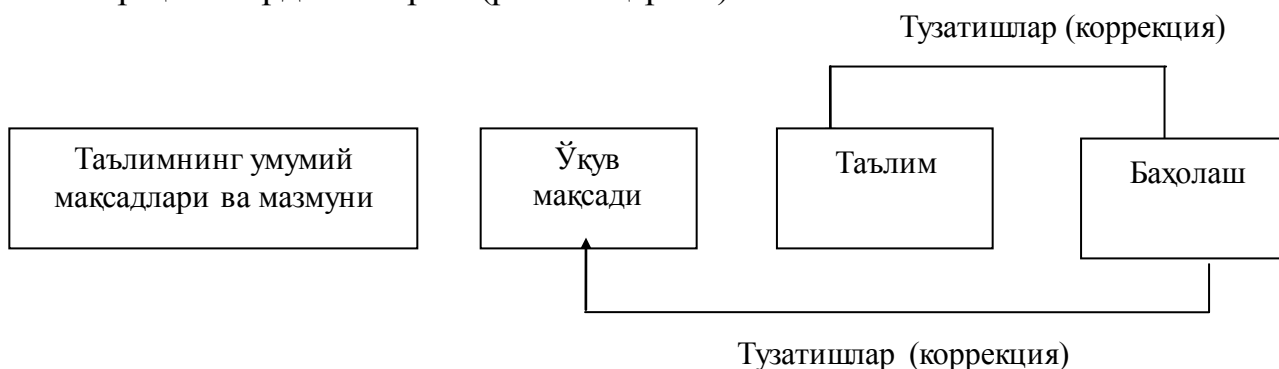 Тузатишлар (коррекция)
Таълимнинг умумий
мақсадлари ва мазмуни
Ўқув
мақсади
Таълим
Баҳолаш
Тузатишлар (коррекция)